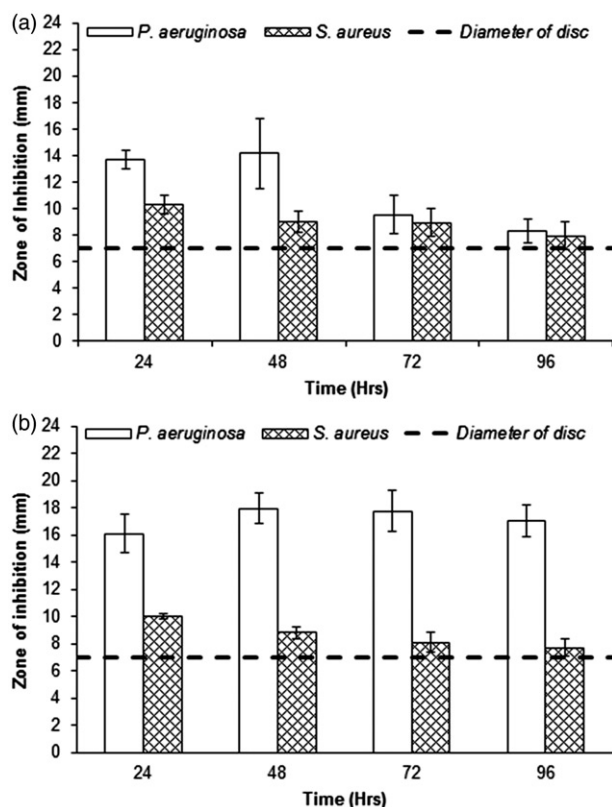 (a)
P. aeruginosa S. aureus Diameter of disc
Zone of Inhibition (mm)
24
22
20
18
16
14
12
10
8
6
4
2
0
24 48 72 96
Time (Hrs)
(b)
P. aeruginosa S. aureus Diameter of disc
Zone of inhibition (mm)
24
22
20
18
16
14
12
10
8
6
4
2
0
24 48 72 96
Time (Hrs)